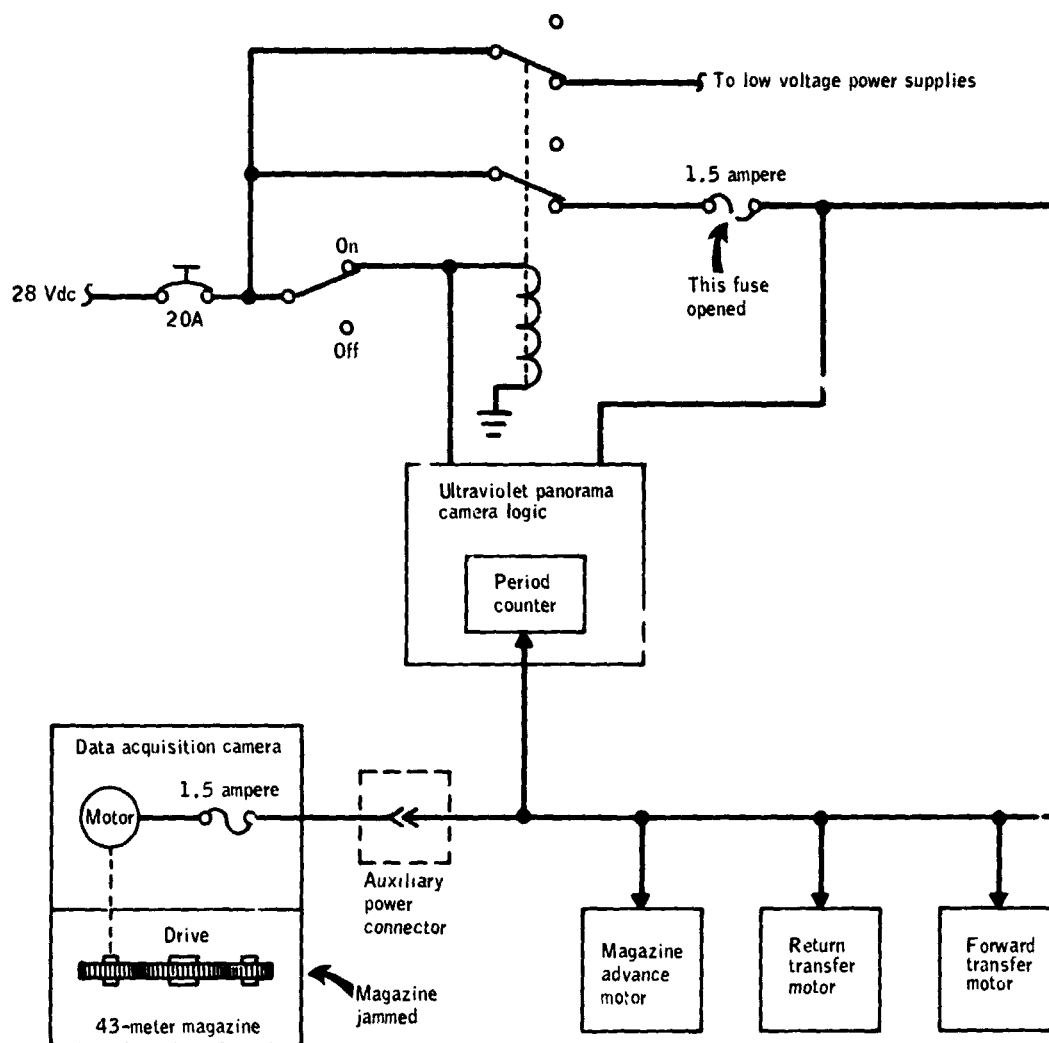 To low voltage power supplies
1.5 ampere
This fuse
opened
On
28 Vdc
20A
Off
Ultraviolet panorama
camera logic
Period
counter
Data acquisition camera
1.5 ampere
Motor
Auxiliary
power
connector
Drive
Magazine
jammed
43-meter magazine
Magazine
advance
motor
Return
transfer
motor
Forward
transfer
motor